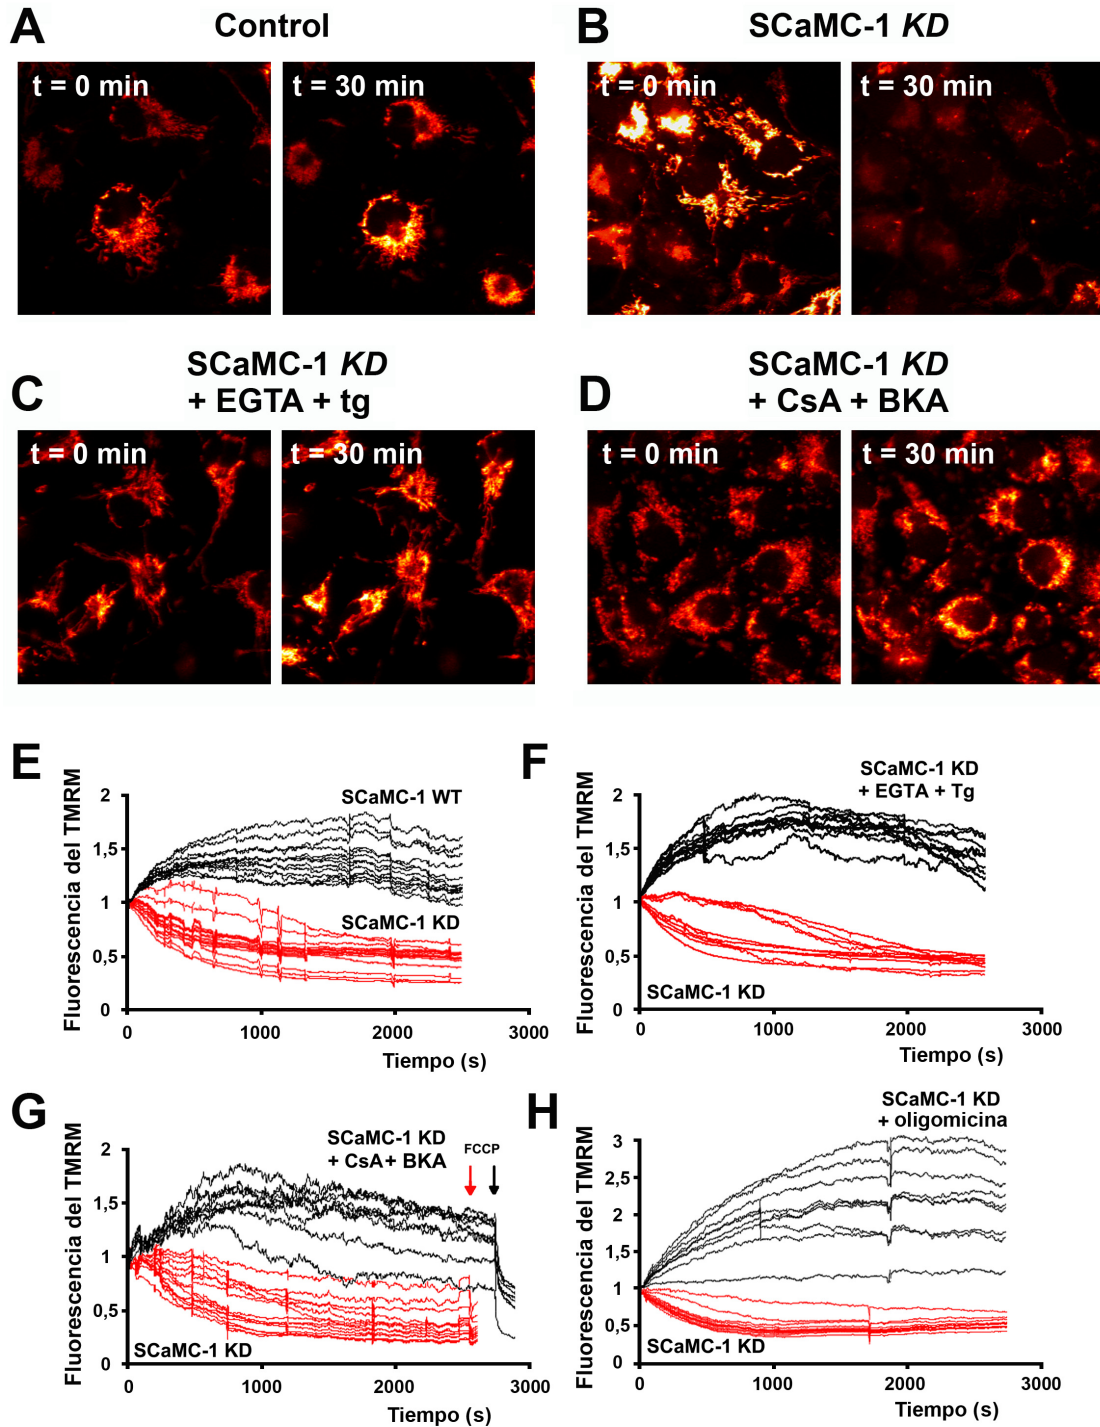 A
Control
t = 0 min
t = 30 min
B
SCaMC-1 KD
t = 0 min
t = 30 min
C
SCaMC-1 KD
+ EGTA + tg
t = 0 min
t = 30 min
D
SCaMC-1 KD
+ CsA + BKA
t = 0 min
t = 30 min
E
Fluorescencia del TMRM
2
1,5
1
0,5
0
SCaMC-1 WT
SCaMC-1 KD
0
1000
2000
3000
Tiempo (s)
F
Fluorescencia del TMRM
2
1,5
1
0,5
0
SCaMC-1 KD
+ EGTA + Tg
SCaMC-1 KD
0
1000
2000
3000
Tiempo (s)
G
Fluorescencia del TMRM
2
1,5
1
0,5
0
SCaMC-1 KD
+ CsA + BKA
FCCP
SCaMC-1 KD
0
1000
2000
3000
Tiempo (s)
H
Fluorescencia del TMRM
3
2,5
2
1,5
1
0,5
0
SCaMC-1 KD
+ oligomicina
SCaMC-1 KD
0
1000
2000
3000
Tiempo (s)